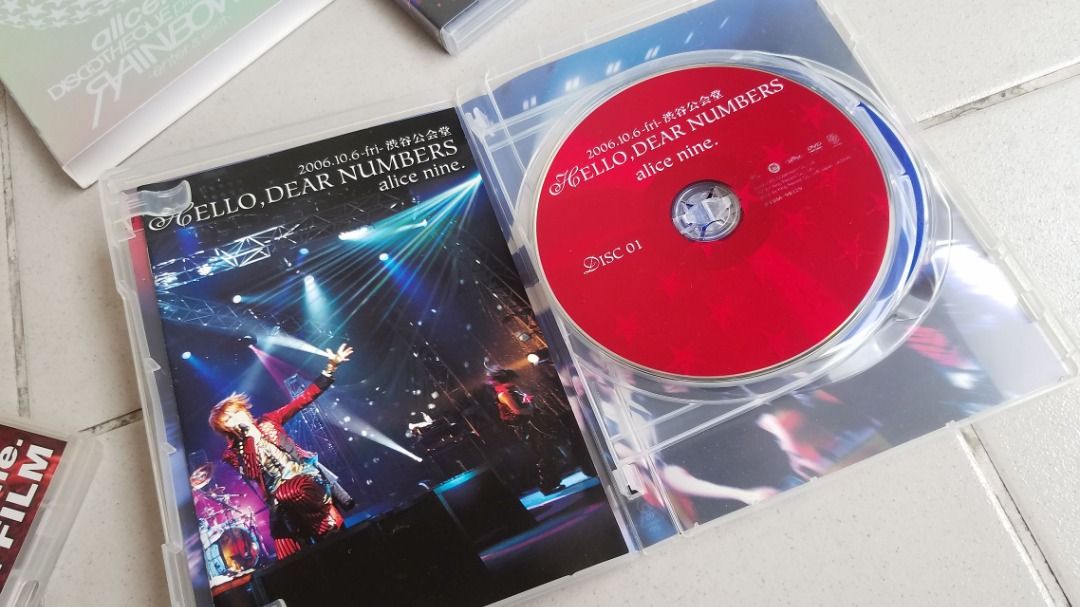 alice
DISCOTHEQUE
RAINBOW
2006.10.6-fri- 渋谷公会堂
HELLO, DEAR NUMBERS
alice nine.
2006.10.6-fri- 渋谷公会堂
HELLO, DEAR NUMBERS
alice nine.
DVD
DISC 01
FILM